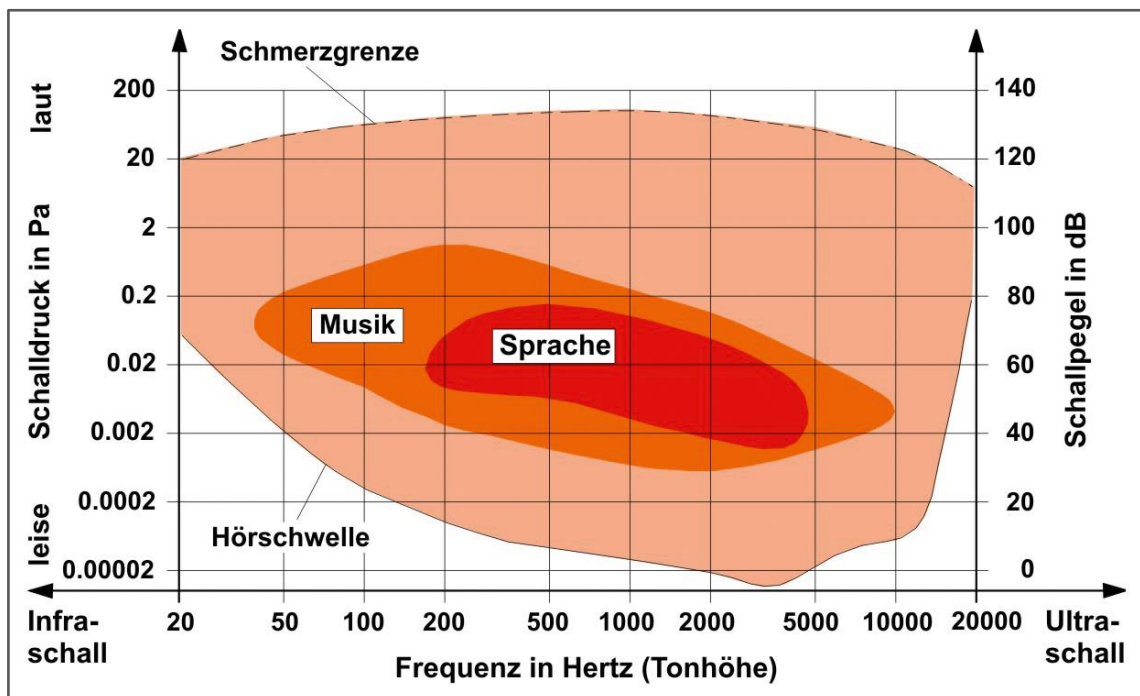 Schmerzgrenze
laut
200
20
2
0.2
0.02
0.002
0.0002
0.00002
Schalldruck in Pa
leise
140
120
100
80
60
40
20
0
Schallpegel in dB
Musik
Sprache
Hörschwelle
Infra-
schall
20 50 100 200 500 1000 2000 5000 10000 20000
Ultra-
schall
Frequenz in Hertz (Tonhöhe)